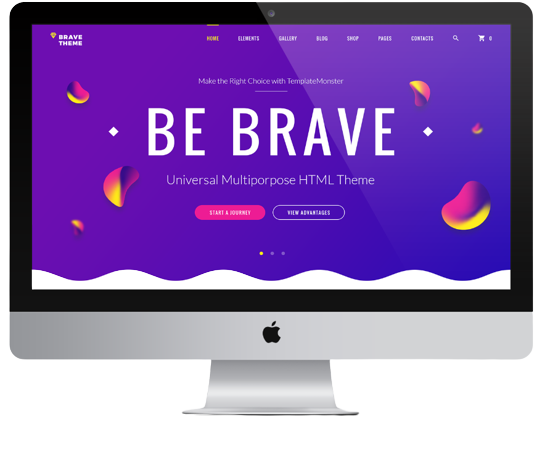 BRAVE
THEME
HOME ELEMENTS GALLERY BLOG SHOP PAGES CONTACTS 0
Make the Right Choice with TemplateMonster
BE BRAVE
Universal Multiporpose HTML Theme
START A JOURNEY VIEW ADVANTAGES